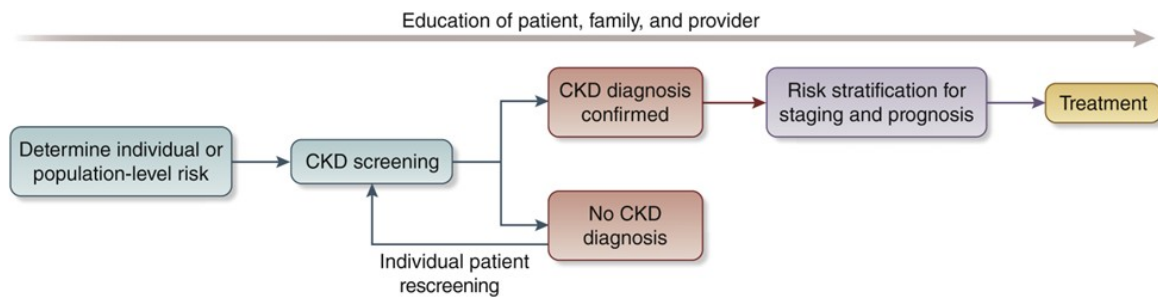 Education of patient, family, and provider
Determine individual or
population-level risk
CKD screening
CKD diagnosis
confirmed
Risk stratification for
staging and prognosis
Treatment
No CKD
diagnosis
Individual patient
rescreening